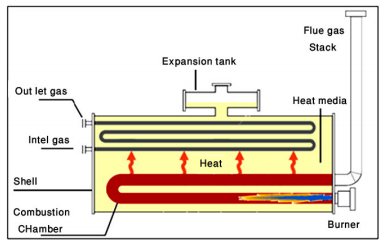 Flue gas
Stack
Expansion tank
Out let gas
Heat media
Intel gas
Heat
Shell
Combustion
CHamber
Burner